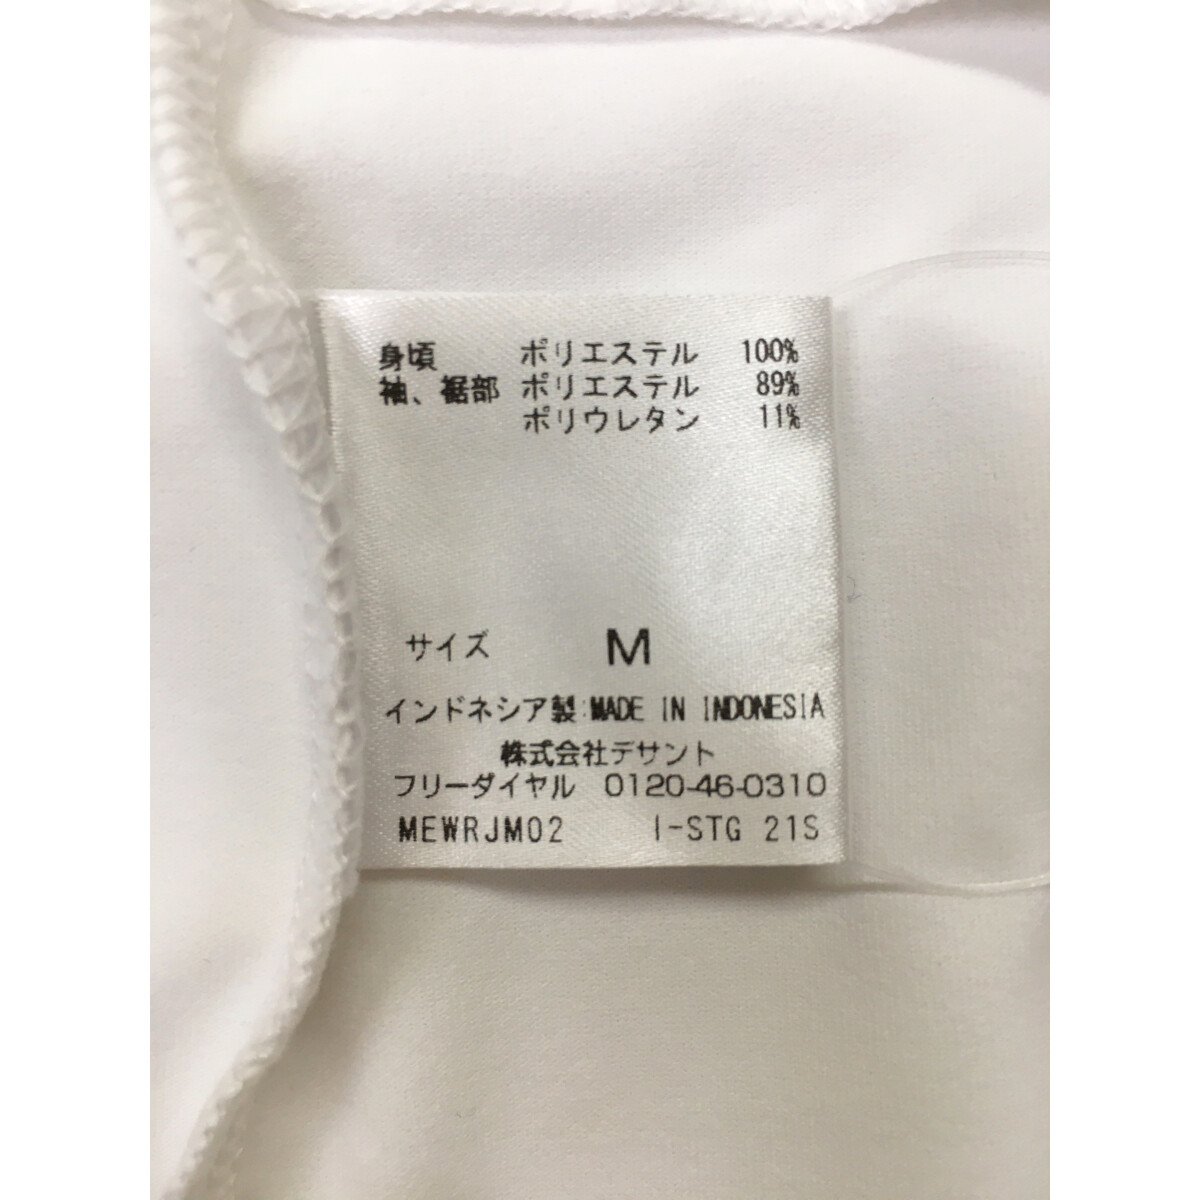 身頃 ポリエステル 100%
袖、裾部 ポリエステル 89%
ポリウレタン 11%
サイズ M
インドネシア製:MADE IN INDONESIA
株式会社デサント
フリーダイヤル 0120-46-0310
MEWRJM02 I-STG 21S